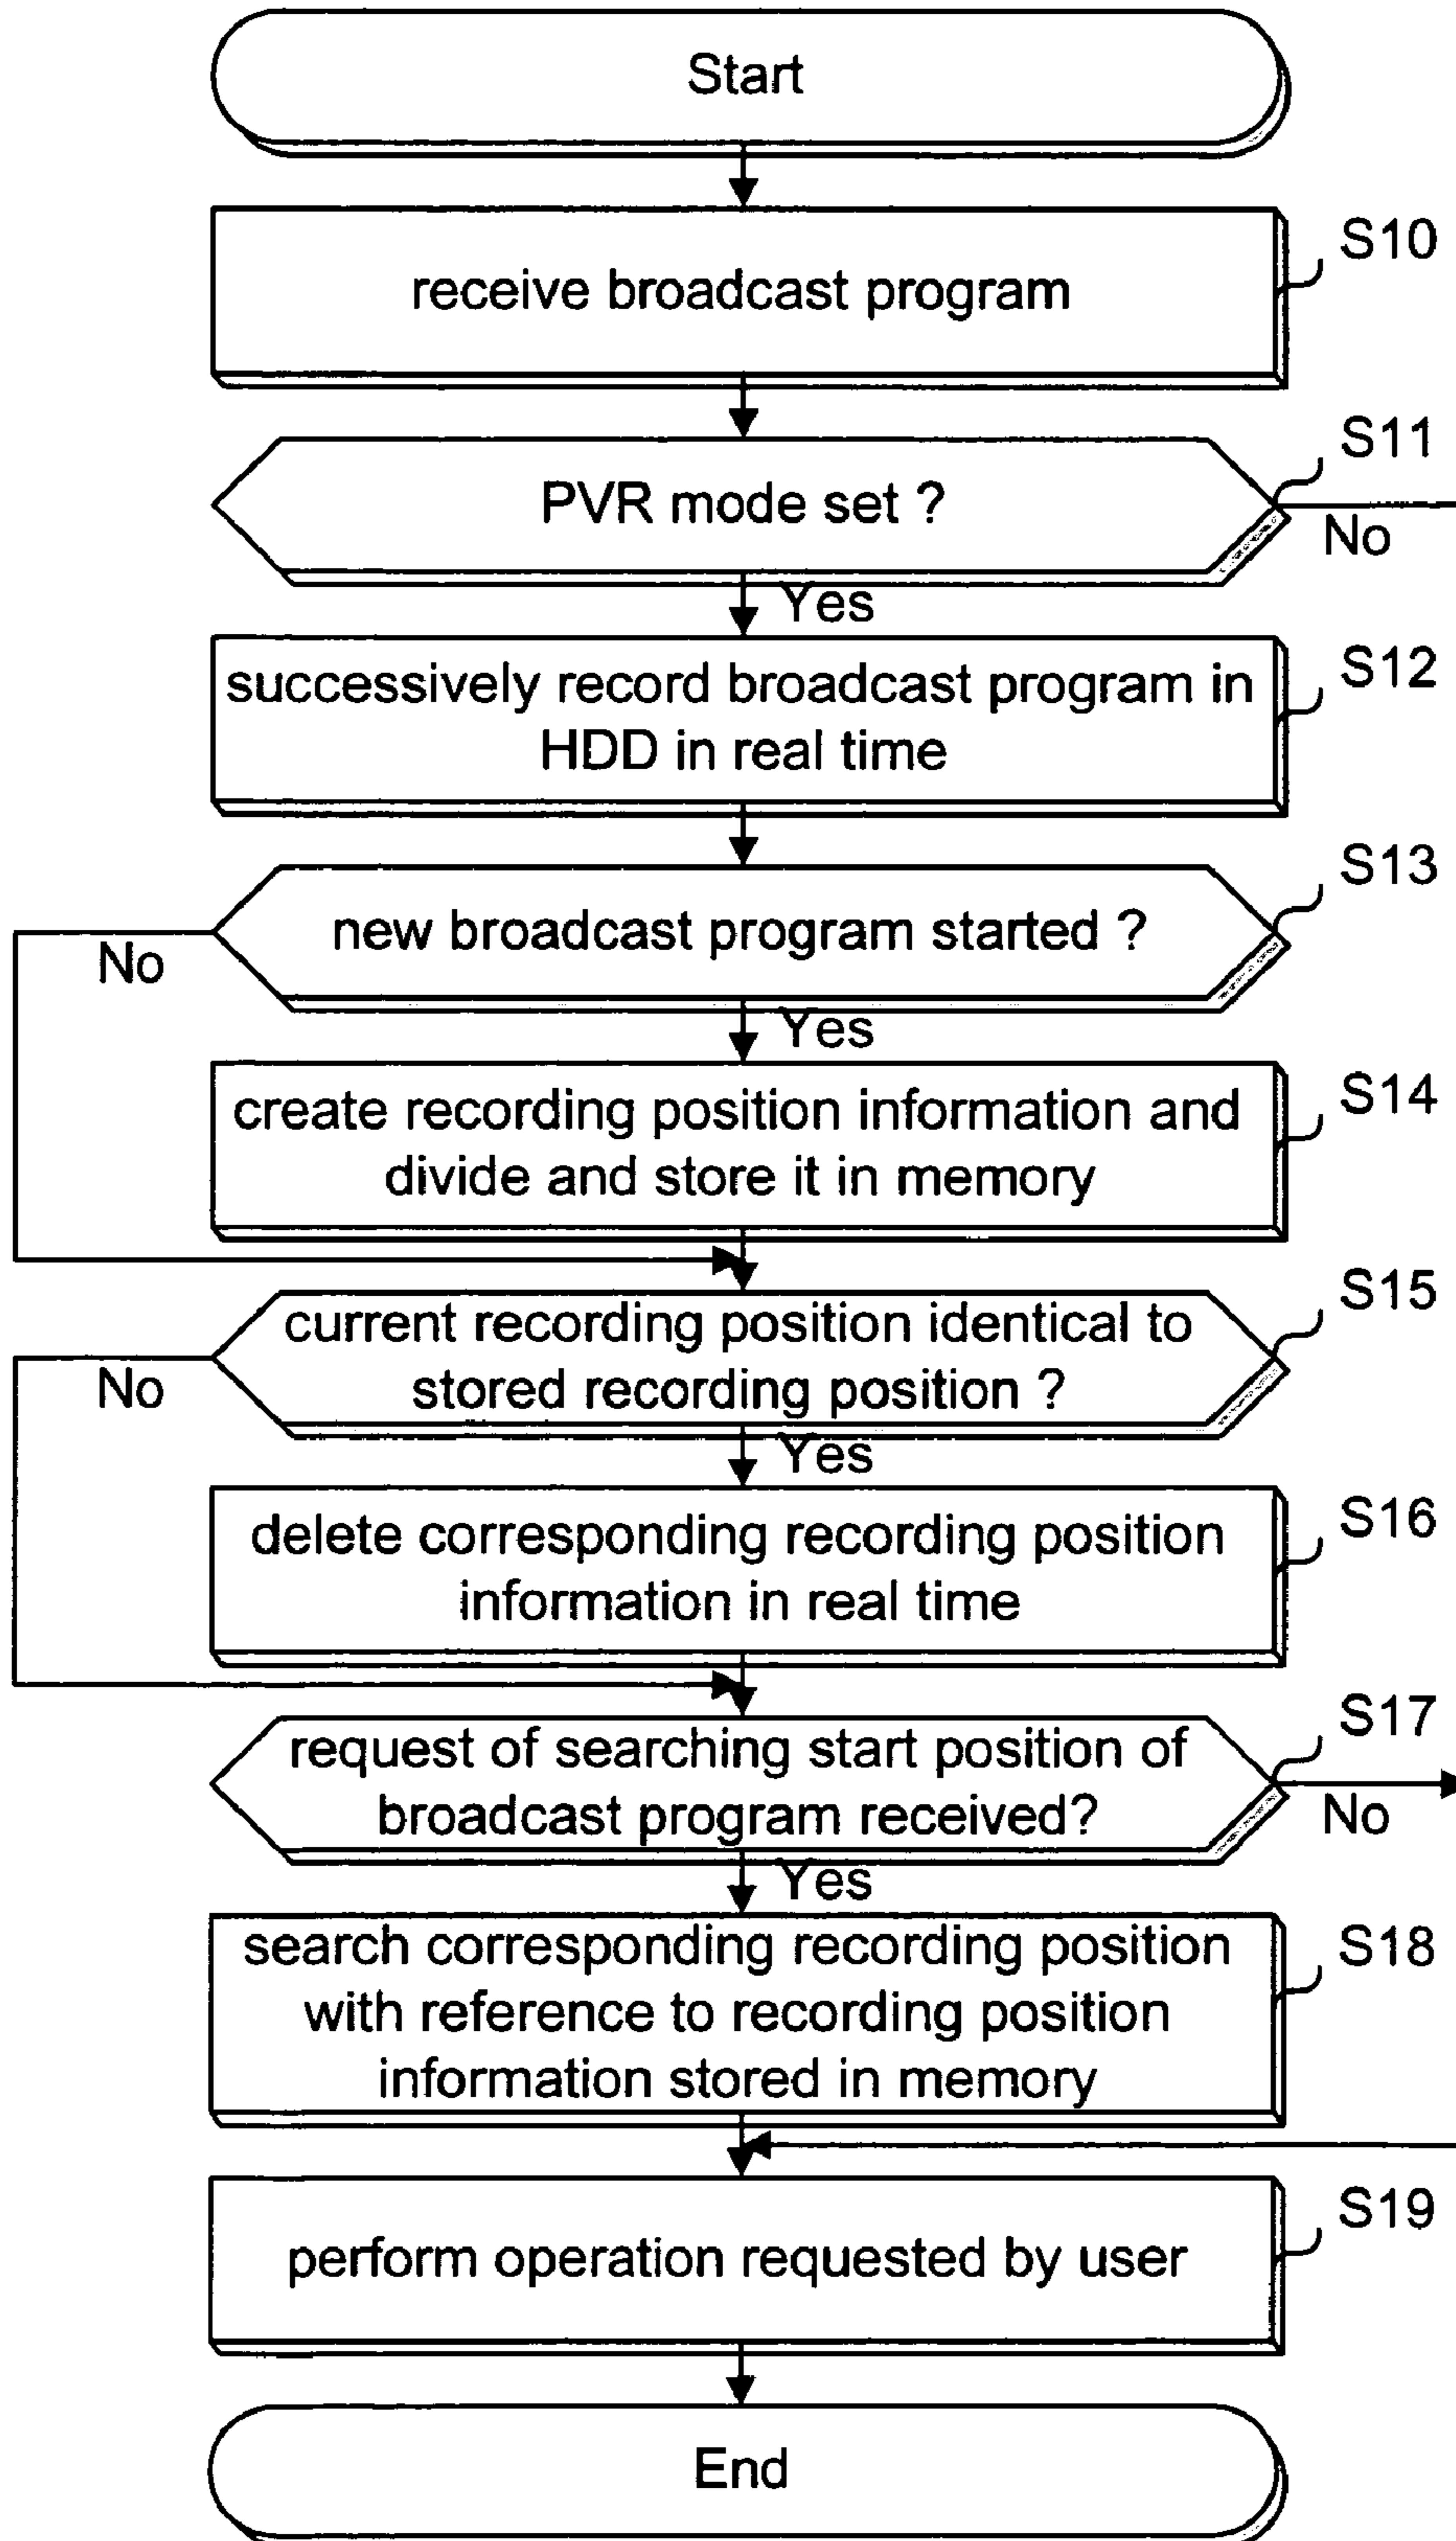 Start
receive broadcast program
S10
PVR mode set ?
S11
No
Yes
successively record broadcast program in
HDD in real time
S12
new broadcast program started ?
S13
No
Yes
create recording position information and
divide and store it in memory
S14
current recording position identical to
stored recording position ?
S15
No
Yes
delete corresponding recording position
information in real time
S16
request of searching start position of
broadcast program received?
S17
No
Yes
search corresponding recording position
with reference to recording position
information stored in memory
S18
perform operation requested by user
S19
End